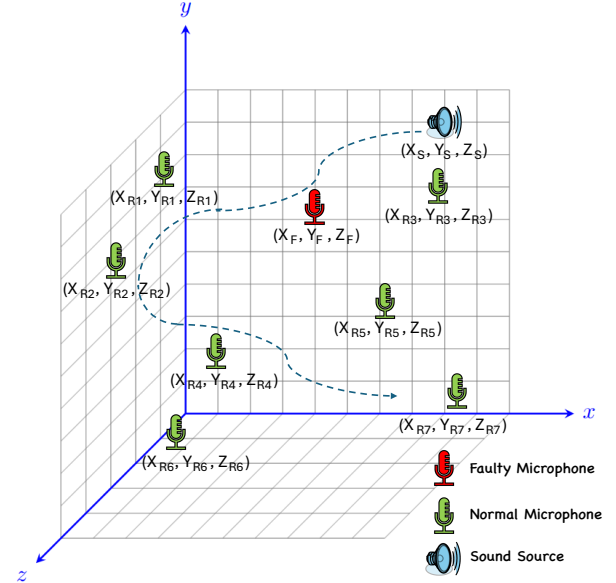 y
(X_S, Y_S, Z_S)
(X_R1, Y_R1, Z_R1)
(X_R3, Y_R3, Z_R3)
(X_F, Y_F, Z_F)
(X_R2, Y_R2, Z_R2)
(X_R5, Y_R5, Z_R5)
(X_R4, Y_R4, Z_R4)
x
(X_R7, Y_R7, Z_R7)
(X_R6, Y_R6, Z_R6)
Faulty Microphone
Normal Microphone
Sound Source
z